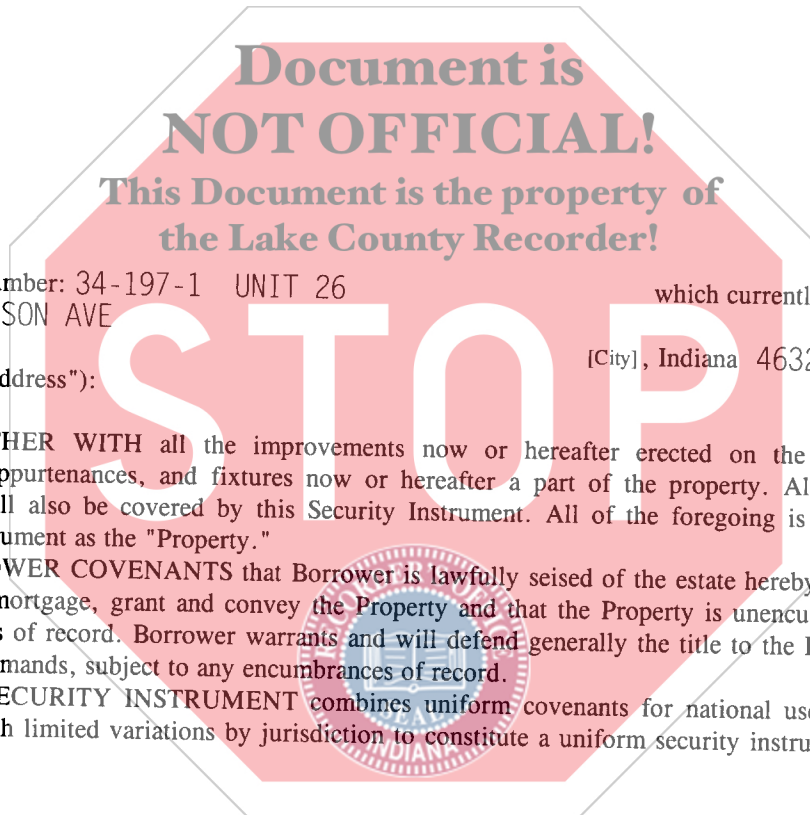 Document is
NOT OFFICIAL!
This Document is the property of
the Lake County Recorder!
mber: 34-197-1 UNIT 26 which currentl
SON AVE
[City], Indiana 4632
ddress"):
STOP
HER WITH all the improvements now or hereafter erected on the
ppurtenances, and fixtures now or hereafter a part of the property. Al
ll also be covered by this Security Instrument. All of the foregoing is
ument as the "Property."
WER COVENANTS that Borrower is lawfully seised of the estate hereby
mortgage, grant and convey the Property and that the Property is unencu
s of record. Borrower warrants and will defend generally the title to the
mands, subject to any encumbrances of record.
ECURITY INSTRUMENT combines uniform covenants for national use
h limited variations by jurisdiction to constitute a uniform security instru
SEAL
INDIANA